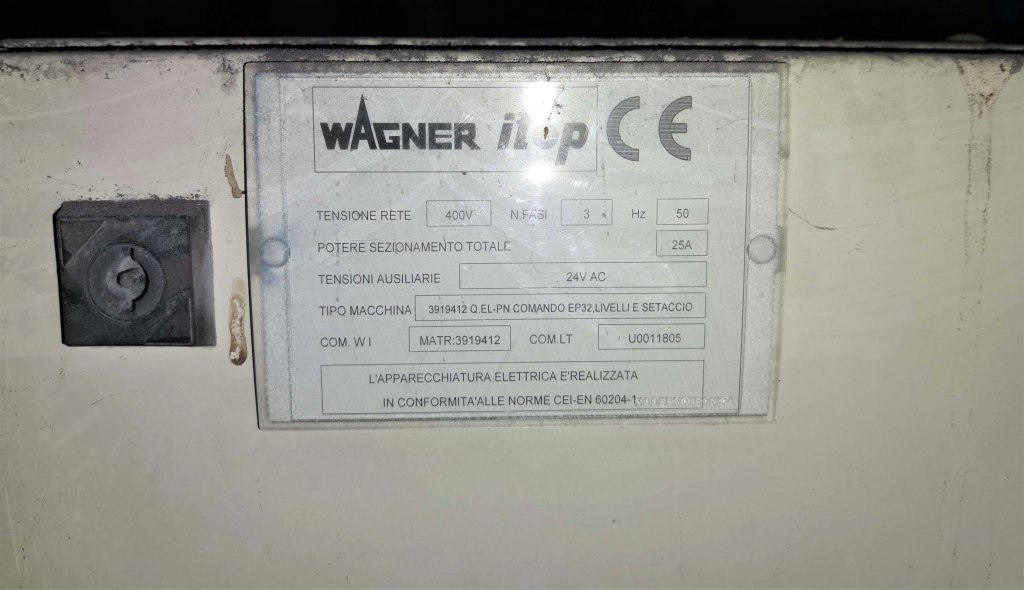 WAGNER itep CE
TENSIONE RETE 400V N.FASI 3 Hz 50
POTERE SEZIONAMENTO TOTALE 25A
TENSIONI AUSILIARIE 24V AC
TIPO MACCHINA 3919412 Q.EL-PN COMANDO EP32,LIVELLI E SETACCIO
COM. W I MATR:3919412 COM.LT U0011805
L'APPARECCHIATURA ELETTRICA E'REALIZZATA
IN CONFORMITA'ALLE NORME CEI-EN 60204-1